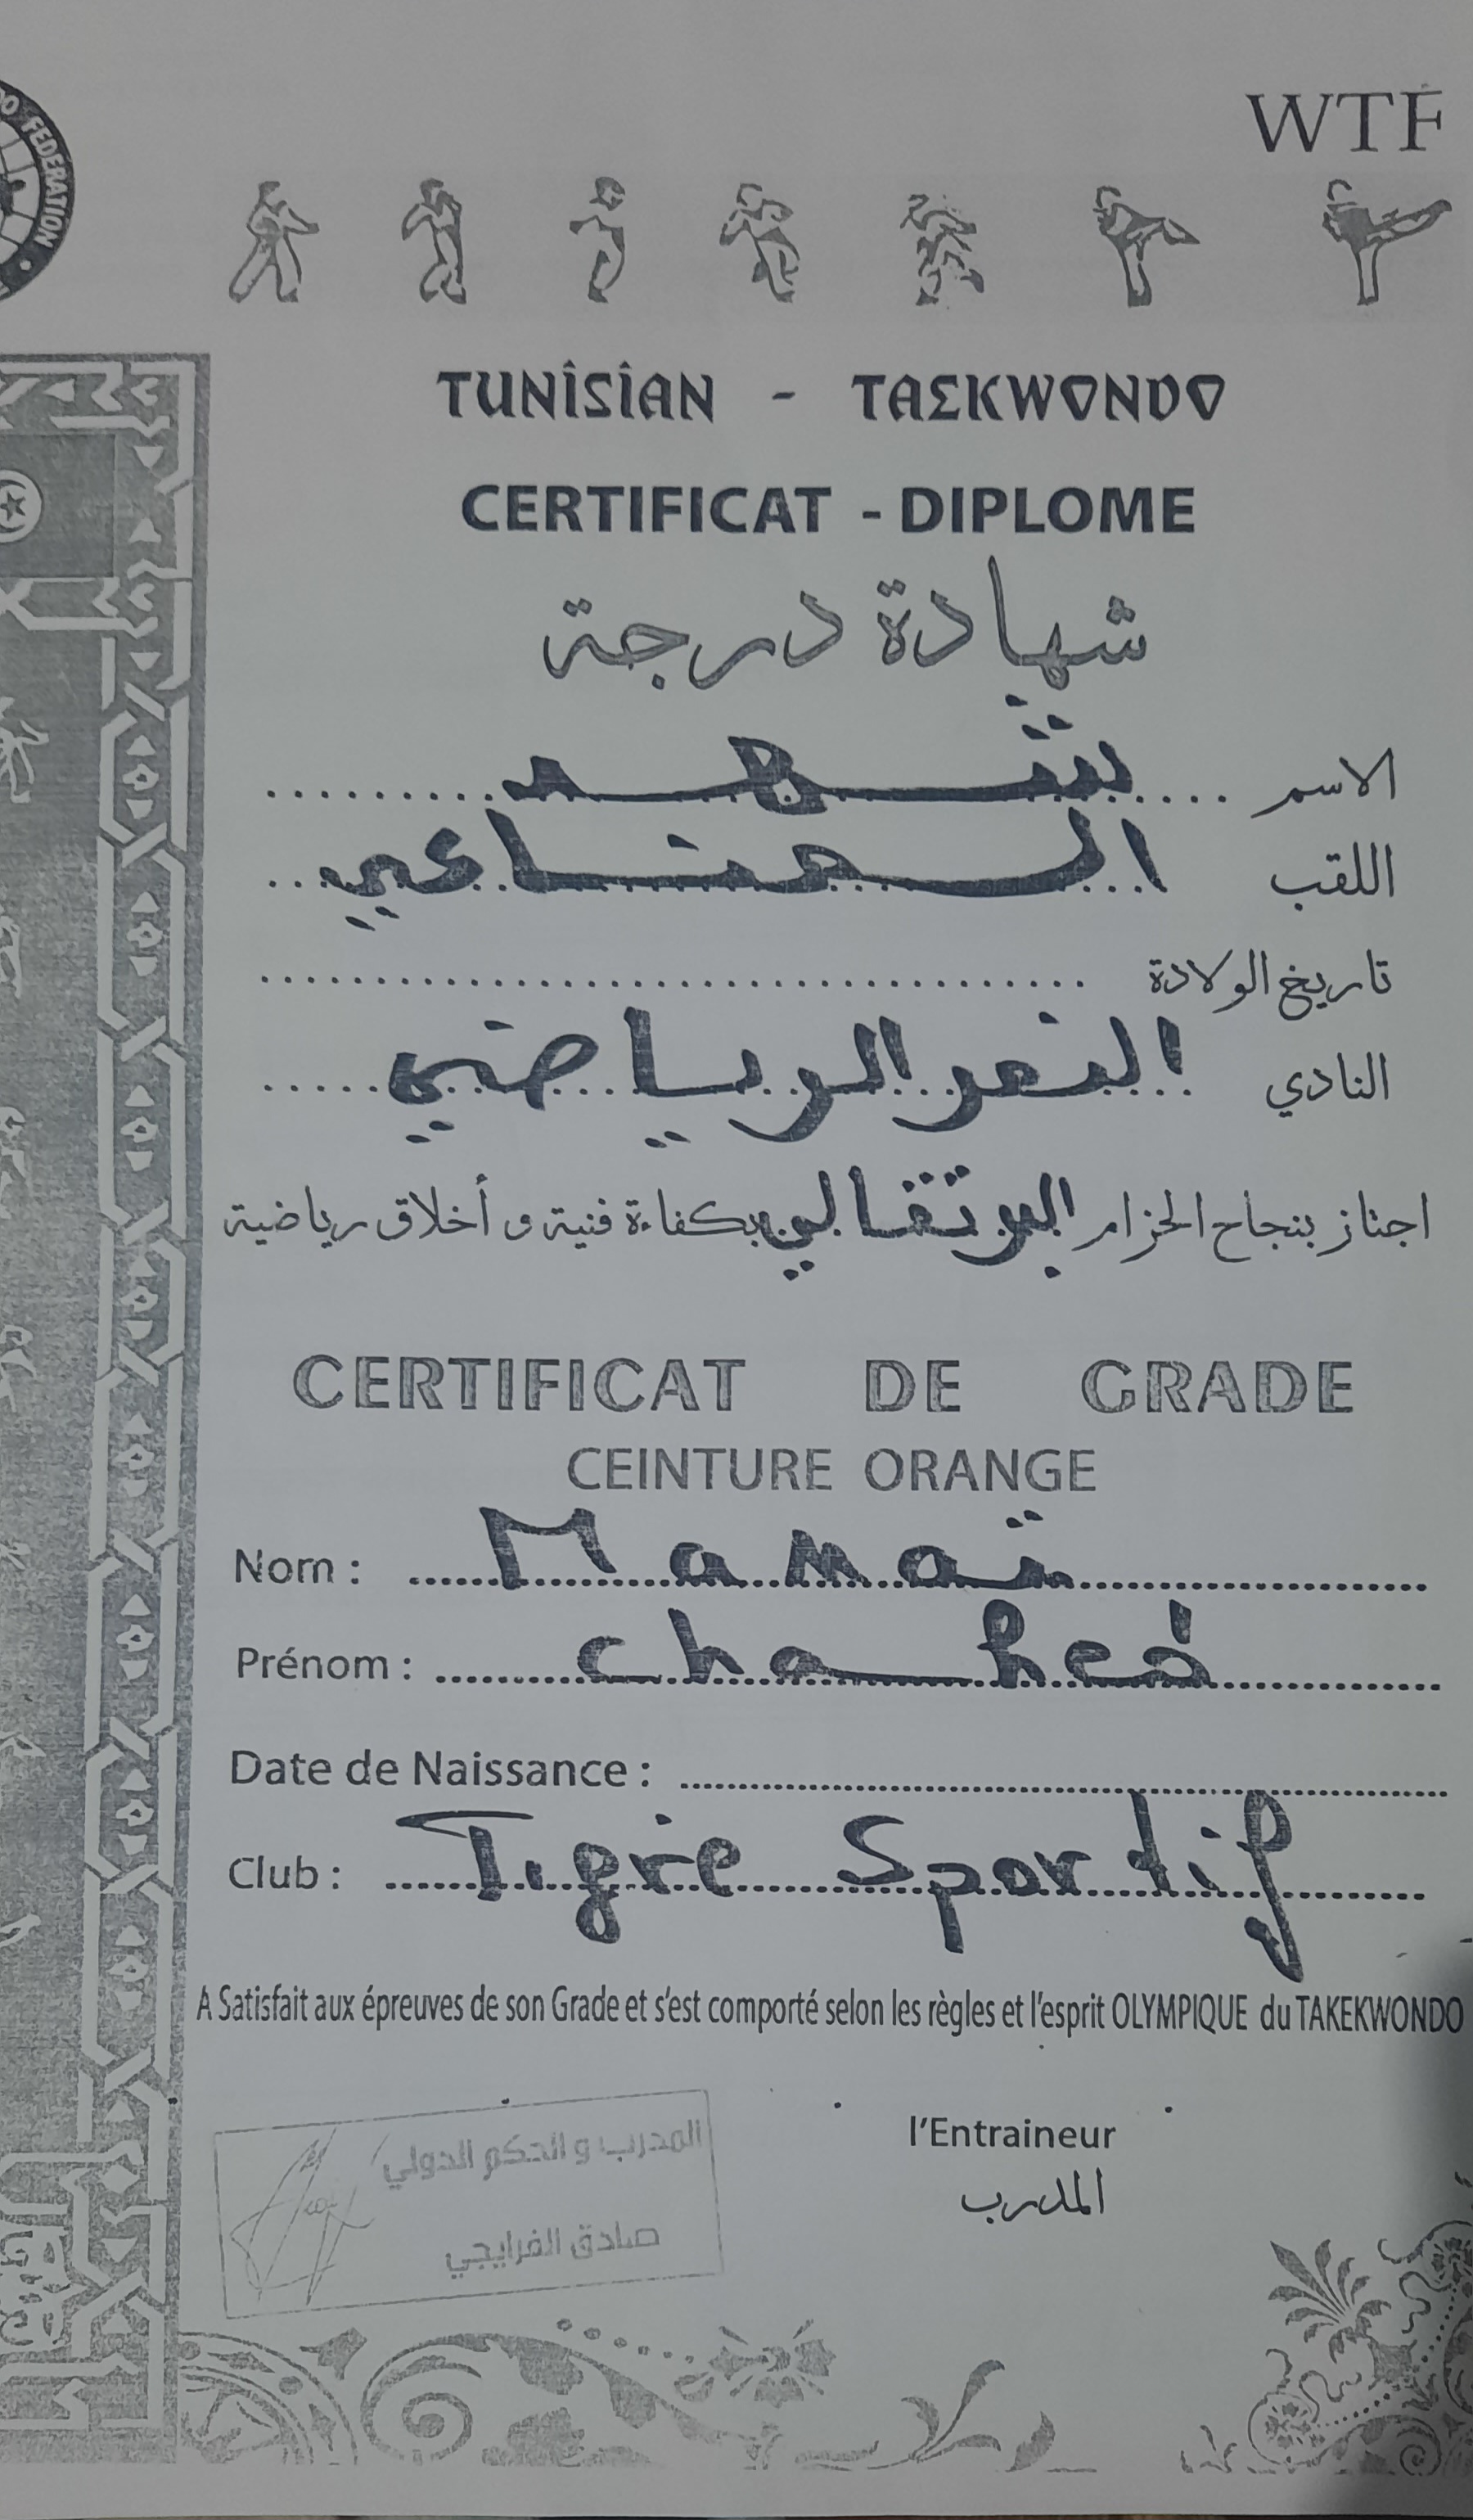 FEDERATION
WTF
TUNISIAN - TAEKWONDO
CERTIFICAT - DIPLOME
شهادة درجة
الاسم شهد
اللقب المناعي
تاريخ الولادة
النادي النمر الرياضي
اجتاز بنجاح الحزام البرتقالي بكفاءة فنية و أخلاق رياضية
CERTIFICAT DE GRADE
CEINTURE ORANGE
Nom : Manaï
Prénom : chahed
Date de Naissance :
Club : Tigre Sportif
A Satisfait aux épreuves de son Grade et s'est comporté selon les règles et l'esprit OLYMPIQUE du TAKEKWONDO
l'Entraineur
المدرب
المدرب و الحكم الدولي
صادق الفرايجي